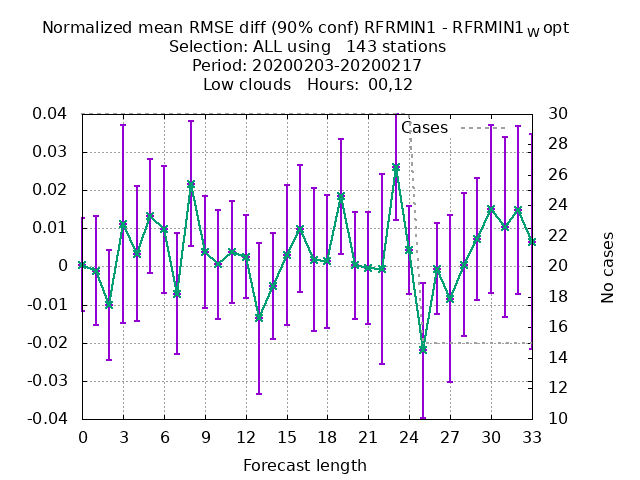 Normalized mean RMSE diff (90% conf) RFRMIN1 - RFRMIN1w opt
Selection: ALL using   143 stations
Period: 20200203-20200217
Low clouds   Hours:  00,12
Cases
0.04
0.03
0.02
0.01
0
-0.01
-0.02
-0.03
-0.04
30
28
26
24
22
20
18
16
14
12
10
No cases
0 3 6 9 12 15 18 21 24 27 30 33
Forecast length